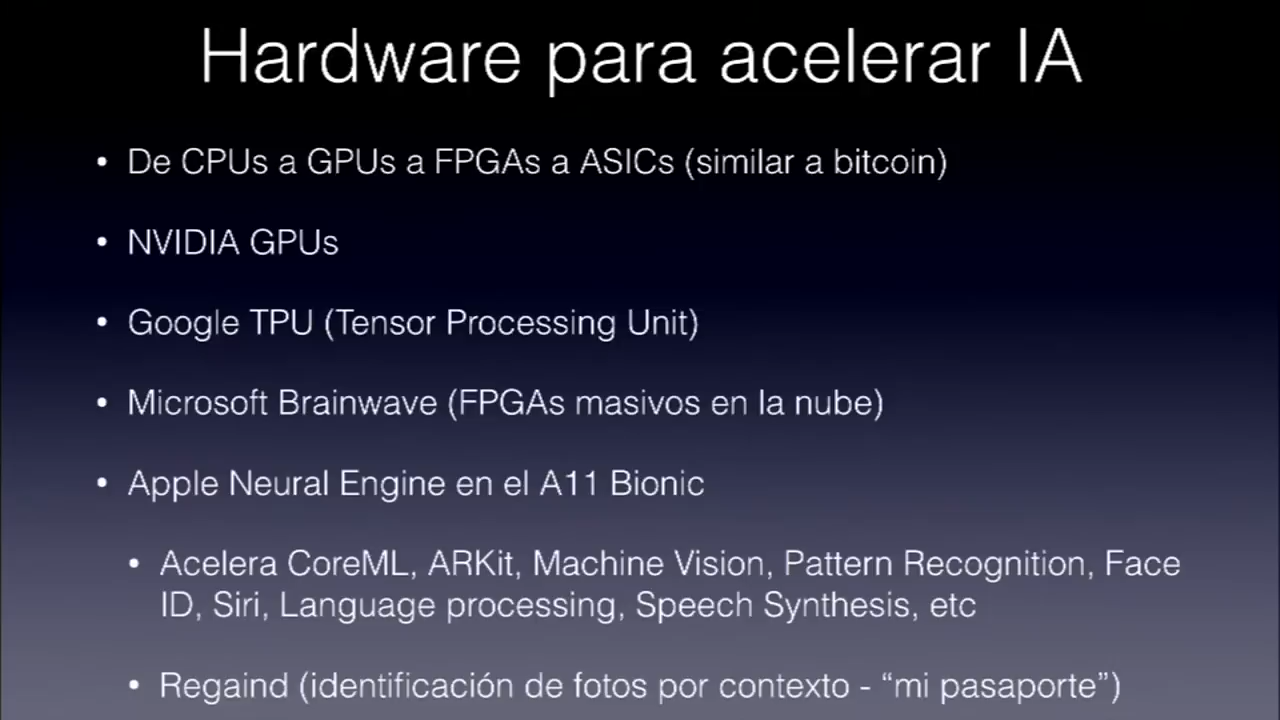 Hardware para acelerar IA
• De CPUs a GPUs a FPGAs a ASICs (similar a bitcoin)
• NVIDIA GPUs
• Google TPU (Tensor Processing Unit)
• Microsoft Brainwave (FPGAs masivos en la nube)
• Apple Neural Engine en el A11 Bionic
• Acelera CoreML, ARKit, Machine Vision, Pattern Recognition, Face
ID, Siri, Language processing, Speech Synthesis, etc
• Regaind (identificación de fotos por contexto - “mi pasaporte”)